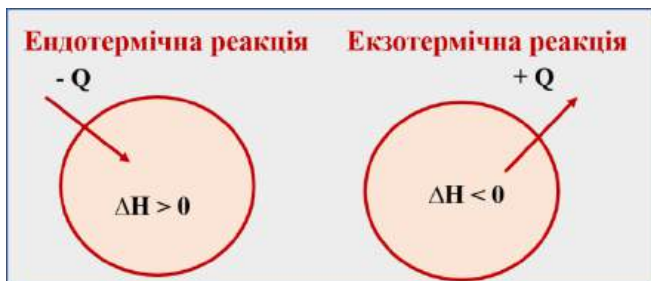 Ендотермічна реакція
- Q
ΔH > 0
Екзотермічна реакція
+ Q
ΔH < 0